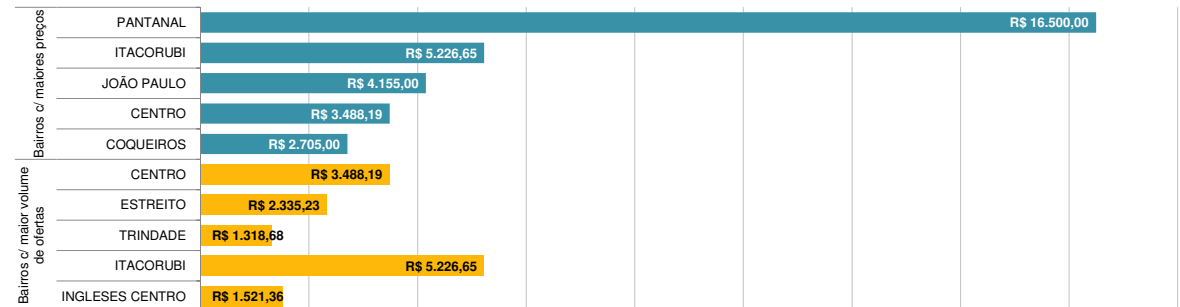 Bairros c/ maiores preços
PANTANAL R$ 16.500,00
ITACORUBI R$ 5.226,65
JOÃO PAULO R$ 4.155,00
CENTRO R$ 3.488,19
COQUEIROS R$ 2.705,00
Bairros c/ maior volume
de ofertas
CENTRO R$ 3.488,19
ESTREITO R$ 2.335,23
TRINDADE R$ 1.318,68
ITACORUBI R$ 5.226,65
INGLESES CENTRO R$ 1.521,36